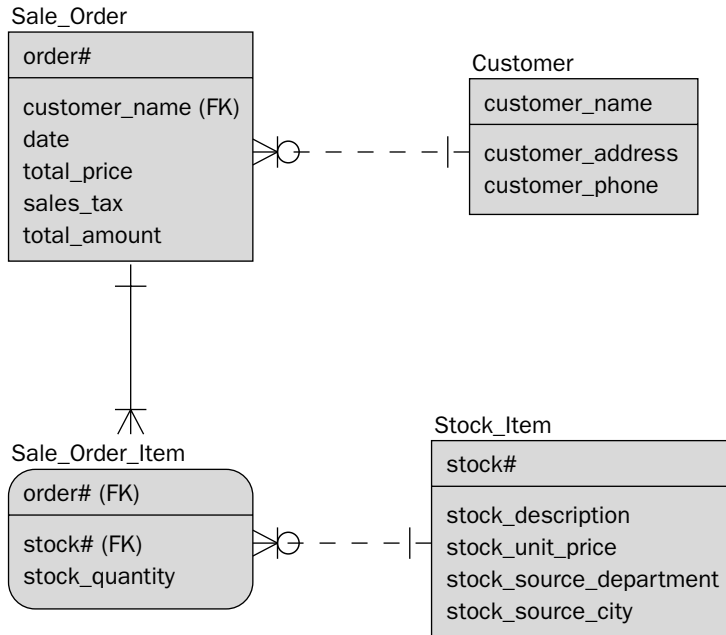 Sale_Order
order#
customer_name (FK)
date
total_price
sales_tax
total_amount
Customer
customer_name
customer_address
customer_phone
Sale_Order_Item
order# (FK)
stock# (FK)
stock_quantity
Stock_Item
stock#
stock_description
stock_unit_price
stock_source_department
stock_source_city